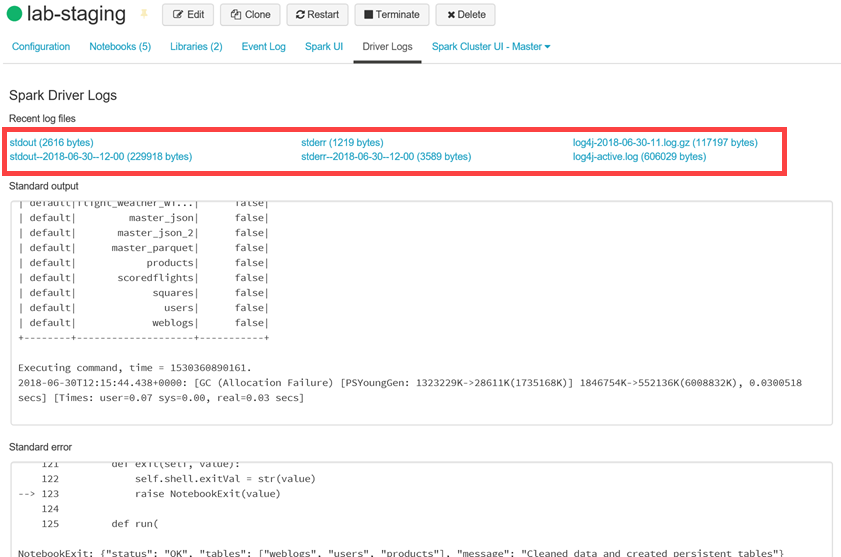 lab-staging Edit Clone Restart Terminate Delete
Configuration Notebooks (5) Libraries (2) Event Log Spark UI Driver Logs Spark Cluster UI - Master
Spark Driver Logs
Recent log files
stdout (2616 bytes) stderr (1219 bytes) log4j-2018-06-30-11.log.gz (117197 bytes)
stdout--2018-06-30--12-00 (229918 bytes) stderr--2018-06-30--12-00 (3589 bytes) log4j-active.log (606029 bytes)
Standard output
| default|flight_weather_wr...| false|
| default| master_json| false|
| default| master_json_2| false|
| default| master_parquet| false|
| default| products| false|
| default| scoredflights| false|
| default| squares| false|
| default| users| false|
| default| weblogs| false|
+--------+--------------------+-----------+
Executing command, time = 1530360890161.
2018-06-30T12:15:44.438+0000: [GC (Allocation Failure) [PSYoungGen: 1323229K->28611K(1735168K)] 1846754K->552136K(6008832K), 0.0300518
secs] [Times: user=0.07 sys=0.00, real=0.03 secs]
Standard error
121 def exit(self, value):
122 self.shell.exitVal = str(value)
--> 123 raise NotebookExit(value)
124
125 def run(
NotebookExit: {"status": "OK", "tables": ["weblogs", "users", "products"], "message": "Cleaned data and created persistent tables"}